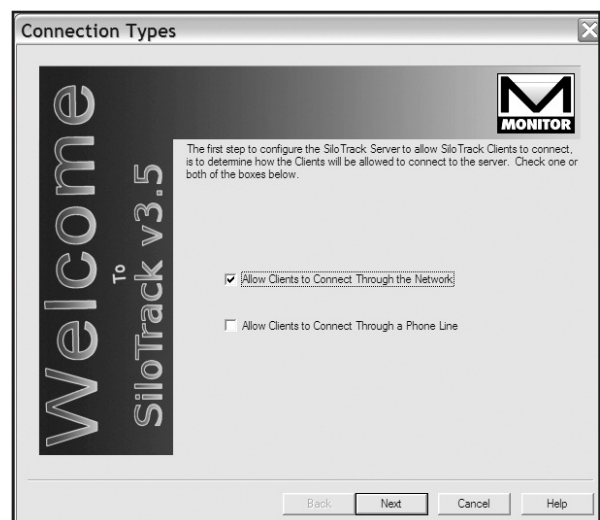 Connection Types
Welcome
To
SiloTrack v3.5
MONITOR
The first step to configure the SiloTrack Server to allow SiloTrack Clients to connect,
is to determine how the Clients will be allowed to connect to the server. Check one or
both of the boxes below.
Allow Clients to Connect Through the Network
Allow Clients to Connect Through a Phone Line
Back
Next
Cancel
Help